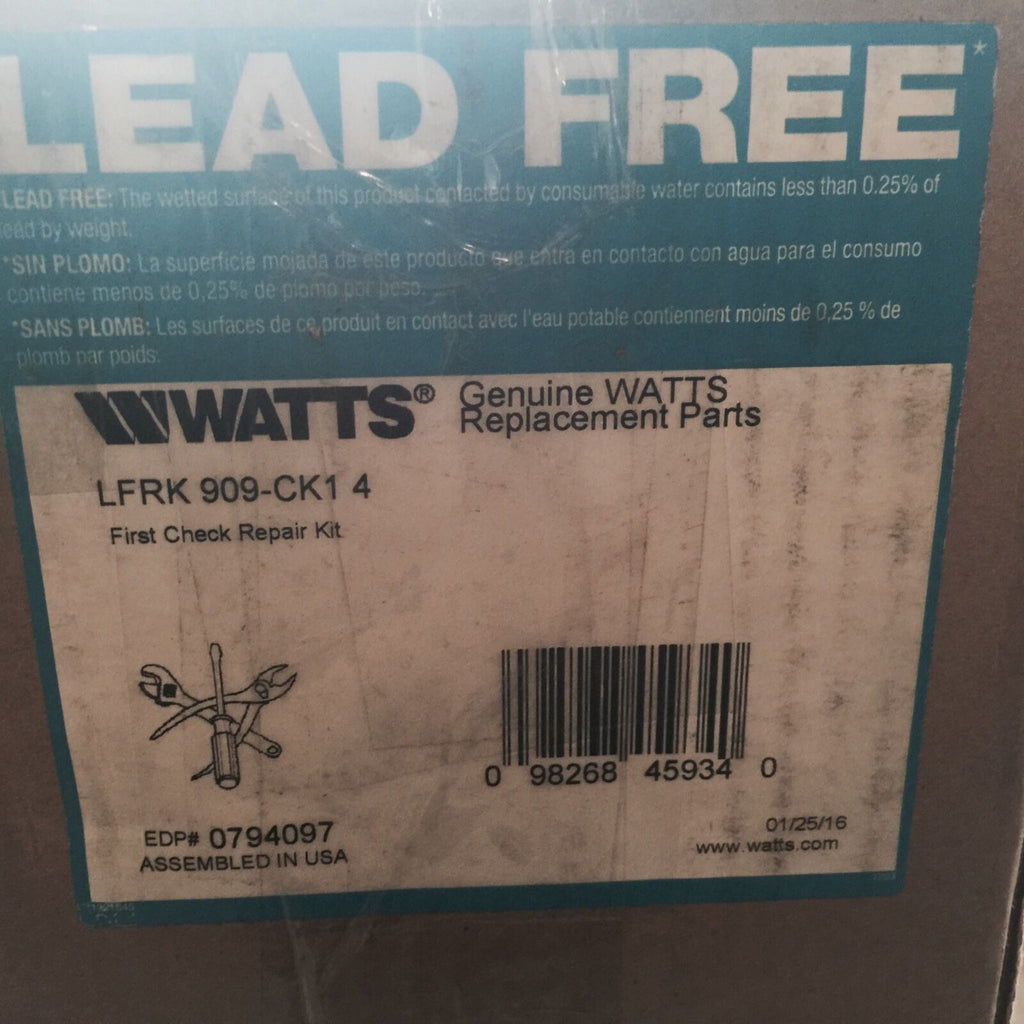 LEAD FREE*
LEAD FREE: The wetted surface of this product contacted by consumable water contains less than 0.25% of
lead by weight.
*SIN PLOMO: La superficie mojada de este producto que entra en contacto con agua para el consumo
contiene menos de 0,25% de plomo por peso.
*SANS PLOMB: Les surfaces de ce produit en contact avec l'eau potable contiennent moins de 0,25 % de
plomb par poids.
WATTS® Genuine WATTS
Replacement Parts
LFRK 909-CK1 4
First Check Repair Kit
0 98268 45934 0
EDP# 0794097
ASSEMBLED IN USA
01/25/16
www.watts.com